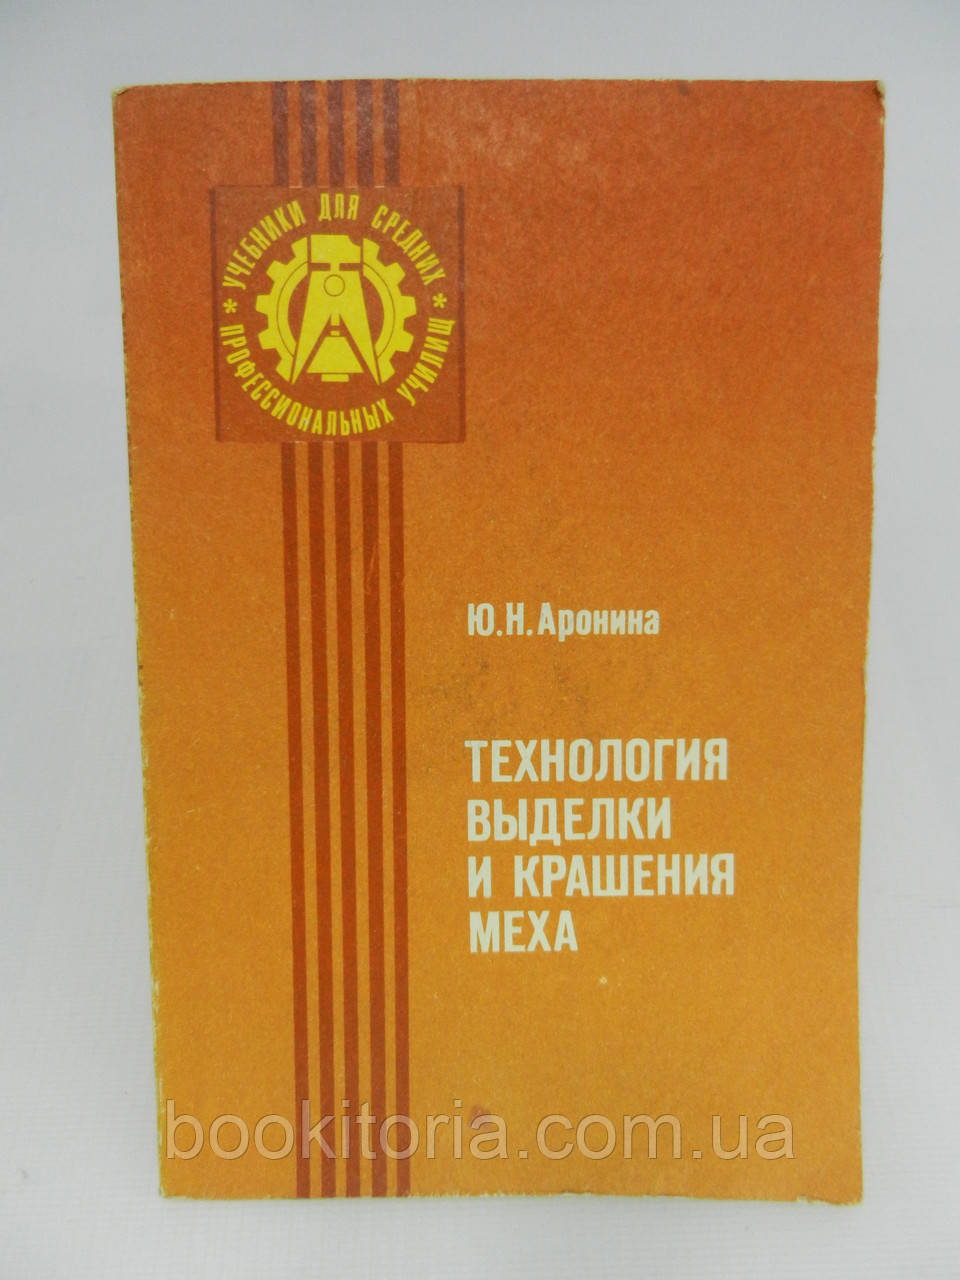 * УЧЕБНИКИ ДЛЯ СРЕДНИХ *
ПРОФЕССИОНАЛЬНЫХ УЧИЛИЩ
Ю.Н. Аронина
ТЕХНОЛОГИЯ
ВЫДЕЛКИ
И КРАШЕНИЯ
МЕХА
bookitoria.com.ua